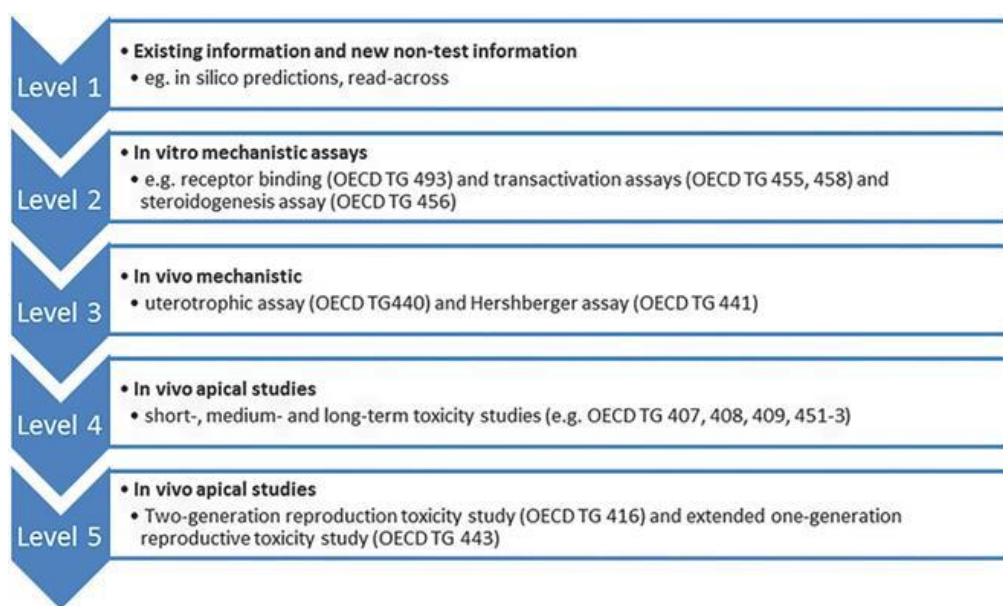 Level 1
• Existing information and new non-test information
• eg. in silico predictions, read-across
Level 2
• In vitro mechanistic assays
• e.g. receptor binding (OECD TG 493) and transactivation assays (OECD TG 455, 458) and
steroidogenesis assay (OECD TG 456)
Level 3
• In vivo mechanistic
• uterotrophic assay (OECD TG440) and Hershberger assay (OECD TG 441)
Level 4
• In vivo apical studies
• short-, medium- and long-term toxicity studies (e.g. OECD TG 407, 408, 409, 451-3)
Level 5
• In vivo apical studies
• Two-generation reproduction toxicity study (OECD TG 416) and extended one-generation
reproductive toxicity study (OECD TG 443)